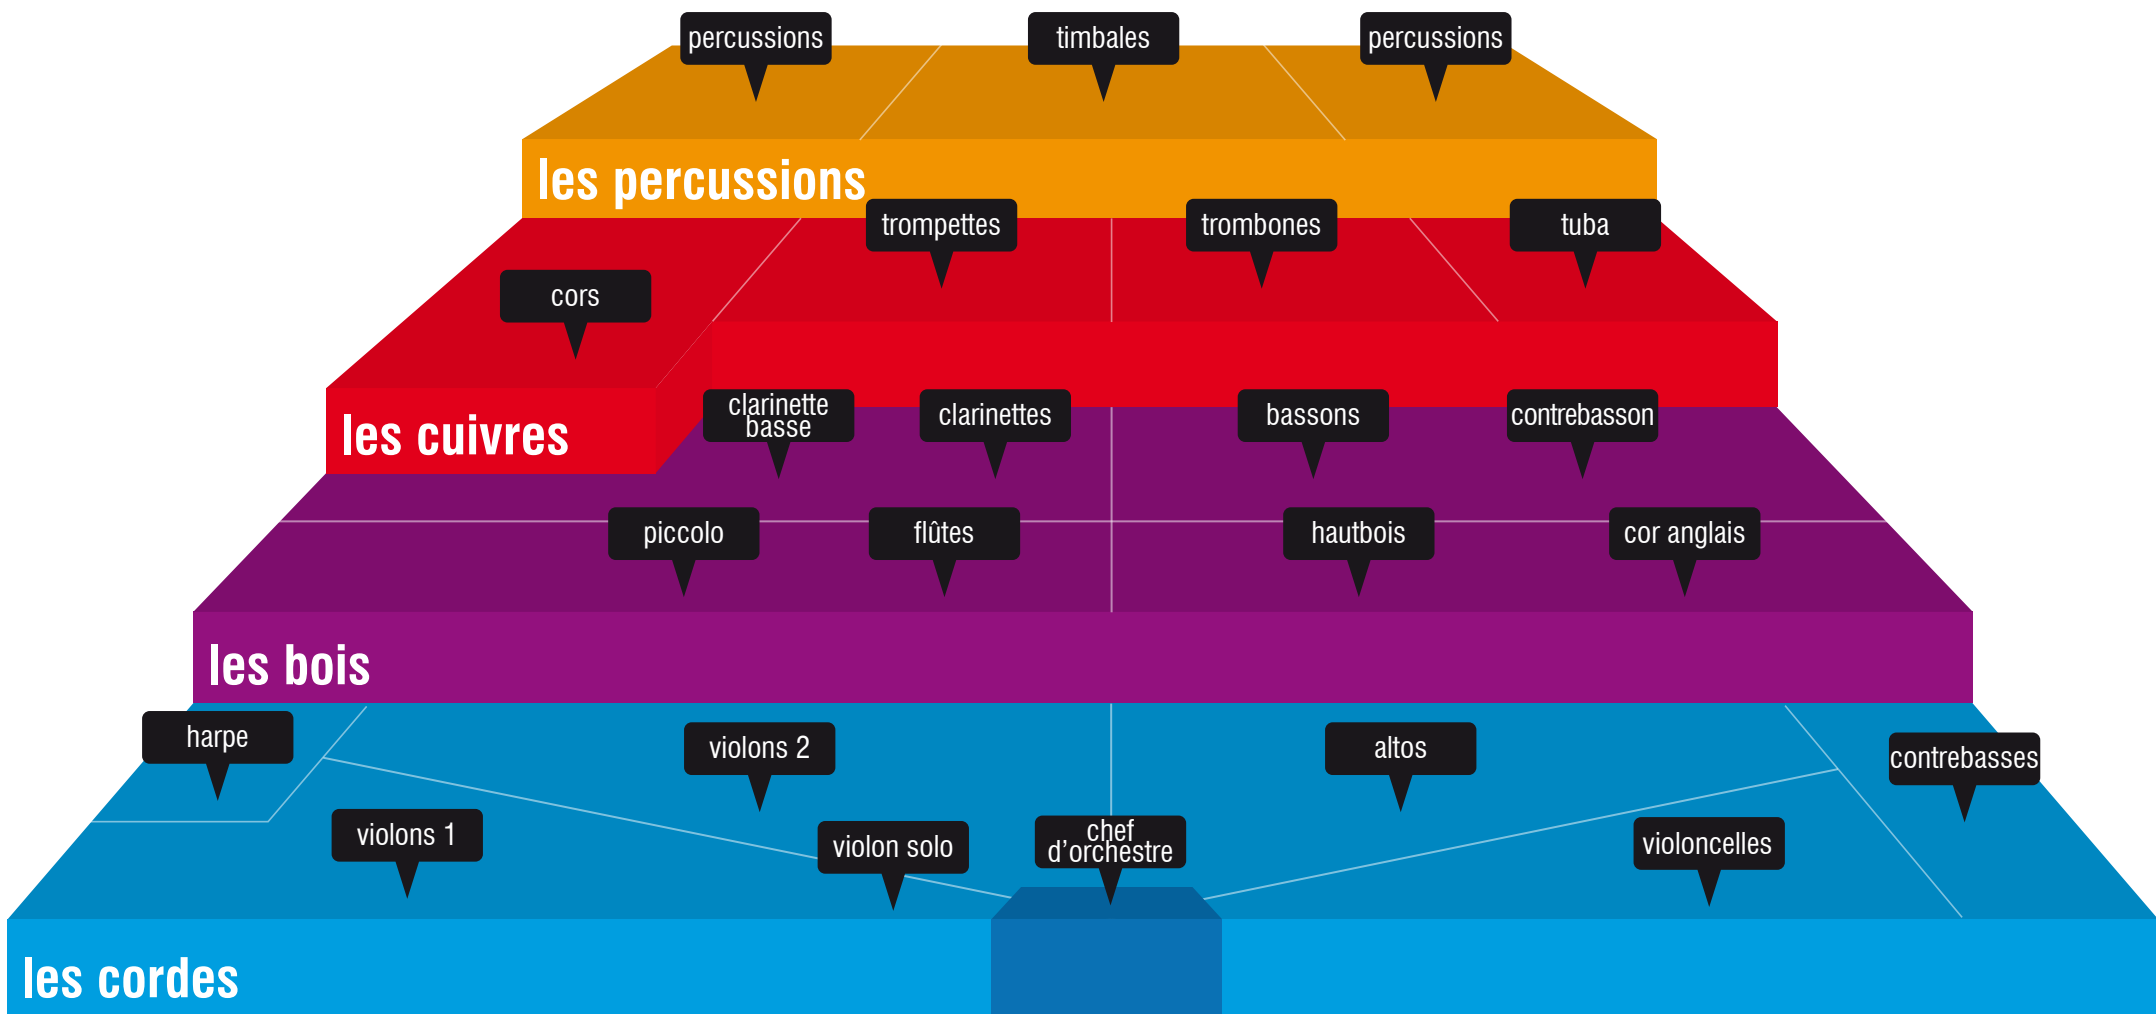 percussions
timbales
percussions
les percussions
trompettes
trombones
tuba
cors
les cuivres
clarinette
basse
clarinettes
bassons
contrebasson
piccolo
flûtes
hautbois
cor anglais
les bois
harpe
violons 2
altos
contrebasses
violons 1
violon solo
chef
d’orchestre
violoncelles
les cordes